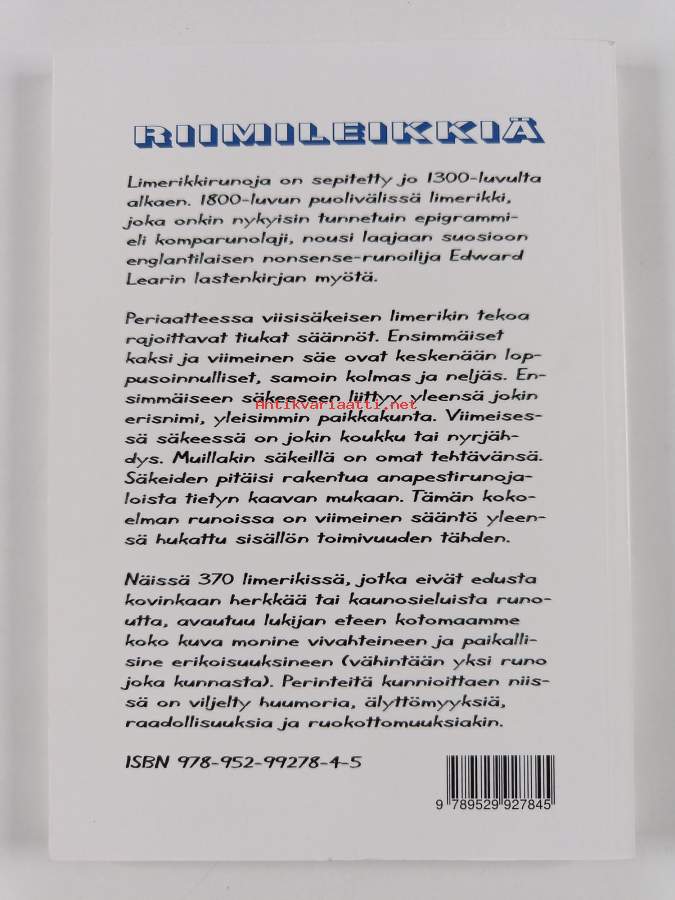 RIIMILEIKKIÄ
Limerikkirunoja on sepitetty jo 1300-luvulta
alkaen. 1800-luvun puolivälissä limerikki,
joka onkin nykyisin tunnetuin epigrammi-
eli komparunolaji, nousi laajaan suosioon
englantilaisen nonsense-runoilija Edward
Learin lastenkirjan myötä.
Periaatteessa viisisäkeisen limerikin tekoa
rajoittavat tiukat säännöt. Ensimmäiset
kaksi ja viimeinen säe ovat keskenään lop-
pusoinnulliset, samoin kolmas ja neljäs. En-
simmäiseen säkeeseen liittyy yleensä jokin
Antikvariaatti.net
erisnimi, yleisimmin paikkakunta. Viimeises-
sä säkeessä on jokin koukku tai nyrjäh-
dys. Muillakin säkeillä on omat tehtävänsä.
Säkeiden pitäisi rakentua anapestirunoja-
loista tietyn kaavan mukaan. Tämän koko-
elman runoissa on viimeinen sääntö yleen-
sä hukattu sisällön toimivuuden tähden.
Näissä 370 limerikissä, jotka eivät edusta
kovinkaan herkkää tai kaunosieluista runo-
utta, avautuu lukijan eteen kotomaamme
koko kuva monine vivahteineen ja paikalli-
sine erikoisuuksineen (vähintään yksi runo
joka kunnasta). Perinteitä kunnioittaen niis-
sä on viljelty huumoria, älyttömyyksiä,
raadollisuuksia ja ruokottomuuksiakin.
ISBN 978-952-99278-4-5
9 789529 927845